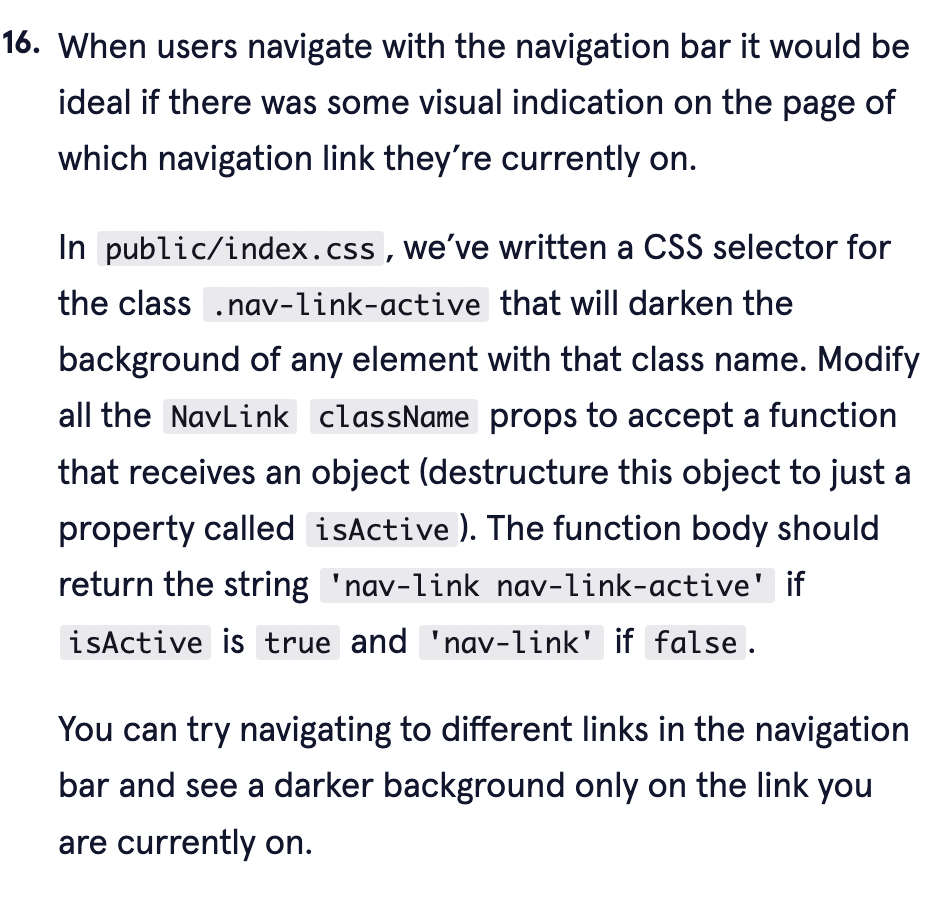 16. When users navigate with the navigation bar it would be
ideal if there was some visual indication on the page of
which navigation link they’re currently on.
In public/index.css, we’ve written a CSS selector for
the class .nav-link-active that will darken the
background of any element with that class name. Modify
all the NavLink className props to accept a function
that receives an object (destructure this object to just a
property called isActive). The function body should
return the string 'nav-link nav-link-active' if
isActive is true and 'nav-link' if false.
You can try navigating to different links in the navigation
bar and see a darker background only on the link you
are currently on.